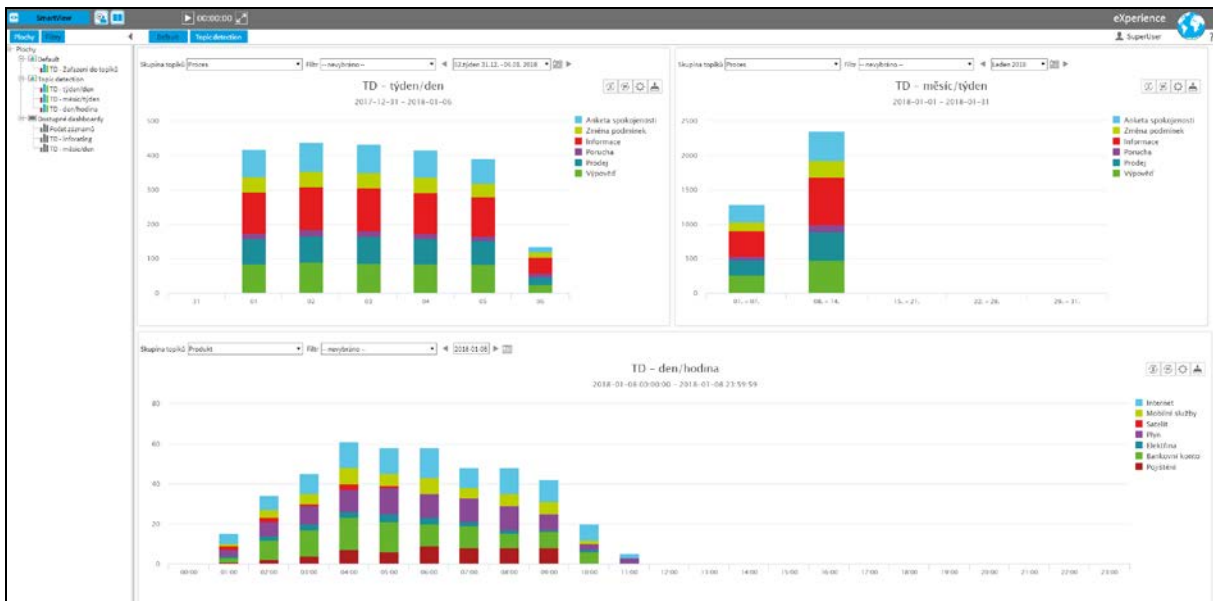 SmartView
00:00:00
eXperience
Plochy
Filtry
Default
Topic detection
SuperUser
?
Plochy
Default
TD - Zařazení do topiků
Topic detection
TD - týden/den
TD - měsíc/týden
TD - den/hodina
Dostupné dashboardy
Počet záznamů
TD - inforating
TD - měsíc/den
Skupina topiků Proces
Filtr -- nevybráno --
TD - týden/den
2017-12-31 - 2018-01-06
500
400
300
200
100
0
31
01
02
03
04
05
06
Anketa spokojenosti
Změna podmínek
Informace
Porucha
Prodej
Výpověď
Skupina topiků Proces
Filtr -- nevybráno --
Leden 2018
TD - měsíc/týden
2018-01-01 - 2018-01-31
2500
2000
1500
1000
500
0
08. - 14.
15. - 21.
22. - 28.
29. - 31.
Anketa spokojenosti
Změna podmínek
Informace
Porucha
Prodej
Výpověď
Skupina topiků Produkt
Filtr -- nevybráno --
2018-01-08
TD - den/hodina
2018-01-08 00:00:00 - 2018-01-08 23:59:59
80
60
40
20
0
00:00
01:00
02:00
03:00
04:00
05:00
06:00
07:00
08:00
09:00
10:00
11:00
12:00
13:00
14:00
15:00
16:00
17:00
18:00
19:00
20:00
21:00
22:00
23:00
Internet
Mobilní služby
Satelit
Plyn
Elektřina
Bankovní konto
Pojištění